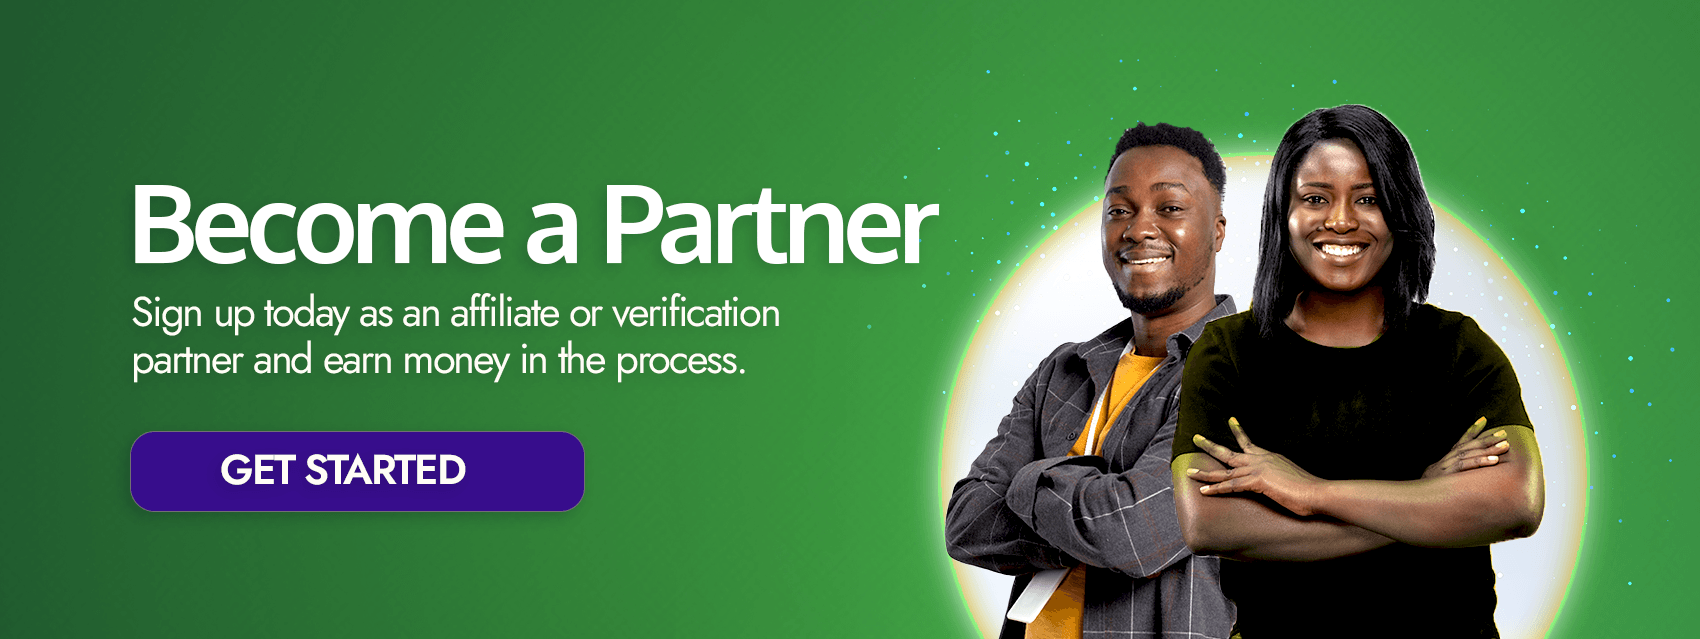 Become a Partner
Sign up today as an affiliate or verification
partner and earn money in the process.
GET STARTED